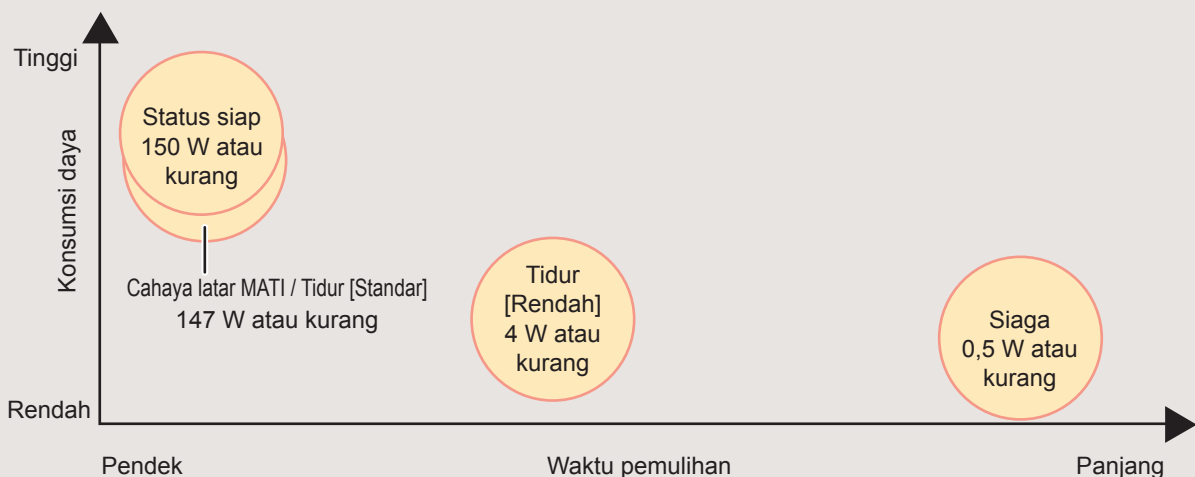 Tinggi
Konsumsi daya
Status siap
150 W atau
kurang
Cahaya latar MATI / Tidur [Standar]
147 W atau kurang
Tidur
[Rendah]
4 W atau
kurang
Siaga
0,5 W atau
kurang
Rendah
Pendek
Waktu pemulihan
Panjang